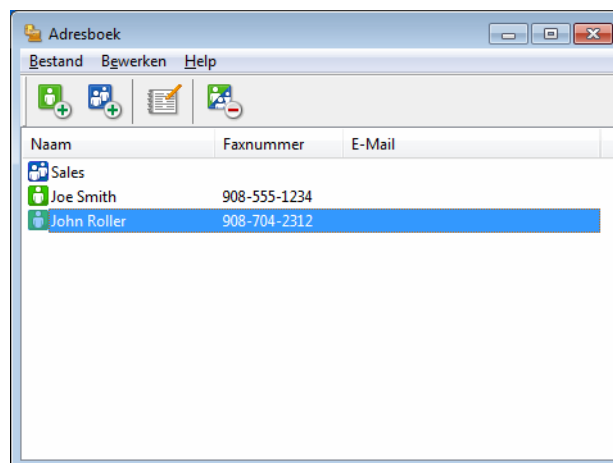 Adresboek
Bestand Bewerken Help
Naam Faxnummer E-Mail
Sales
Joe Smith 908-555-1234
John Roller 908-704-2312